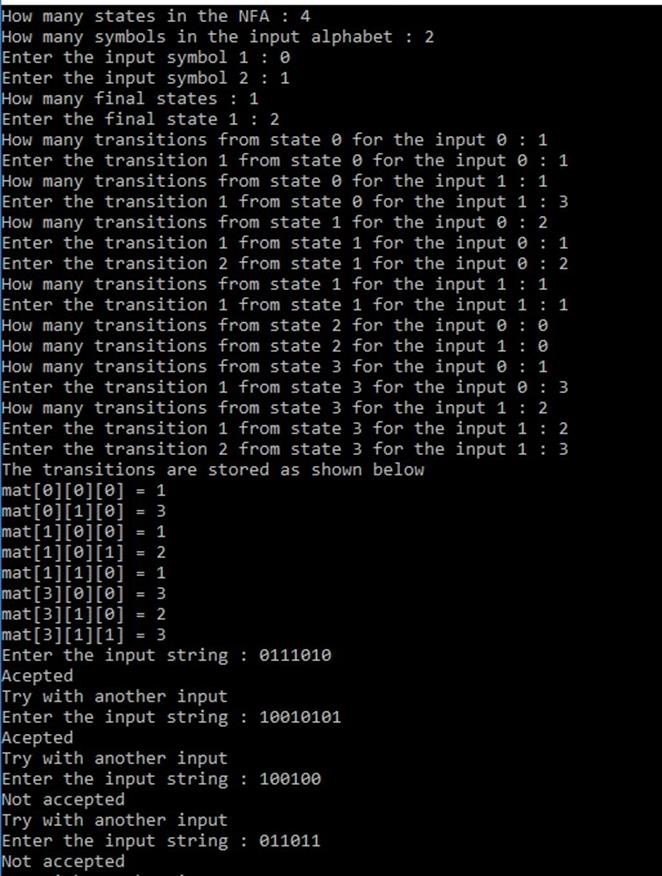 How many states in the NFA : 4
How many symbols in the input alphabet : 2
Enter the input symbol 1 : 0
Enter the input symbol 2 : 1
How many final states : 1
Enter the final state 1 : 2
How many transitions from state 0 for the input 0 : 1
Enter the transition 1 from state 0 for the input 0 : 1
How many transitions from state 0 for the input 1 : 1
Enter the transition 1 from state 0 for the input 1 : 3
How many transitions from state 1 for the input 0 : 2
Enter the transition 1 from state 1 for the input 0 : 1
Enter the transition 2 from state 1 for the input 0 : 2
How many transitions from state 1 for the input 1 : 1
Enter the transition 1 from state 1 for the input 1 : 1
How many transitions from state 2 for the input 0 : 0
How many transitions from state 2 for the input 1 : 0
How many transitions from state 3 for the input 0 : 1
Enter the transition 1 from state 3 for the input 0 : 3
How many transitions from state 3 for the input 1 : 2
Enter the transition 1 from state 3 for the input 1 : 2
Enter the transition 2 from state 3 for the input 1 : 3
The transitions are stored as shown below
mat[0][0][0] = 1
mat[0][1][0] = 3
mat[1][0][0] = 1
mat[1][0][1] = 2
mat[1][1][0] = 1
mat[3][0][0] = 3
mat[3][1][0] = 2
mat[3][1][1] = 3
Enter the input string : 0111010
Acepted
Try with another input
Enter the input string : 10010101
Acepted
Try with another input
Enter the input string : 100100
Not accepted
Try with another input
Enter the input string : 011011
Not accepted